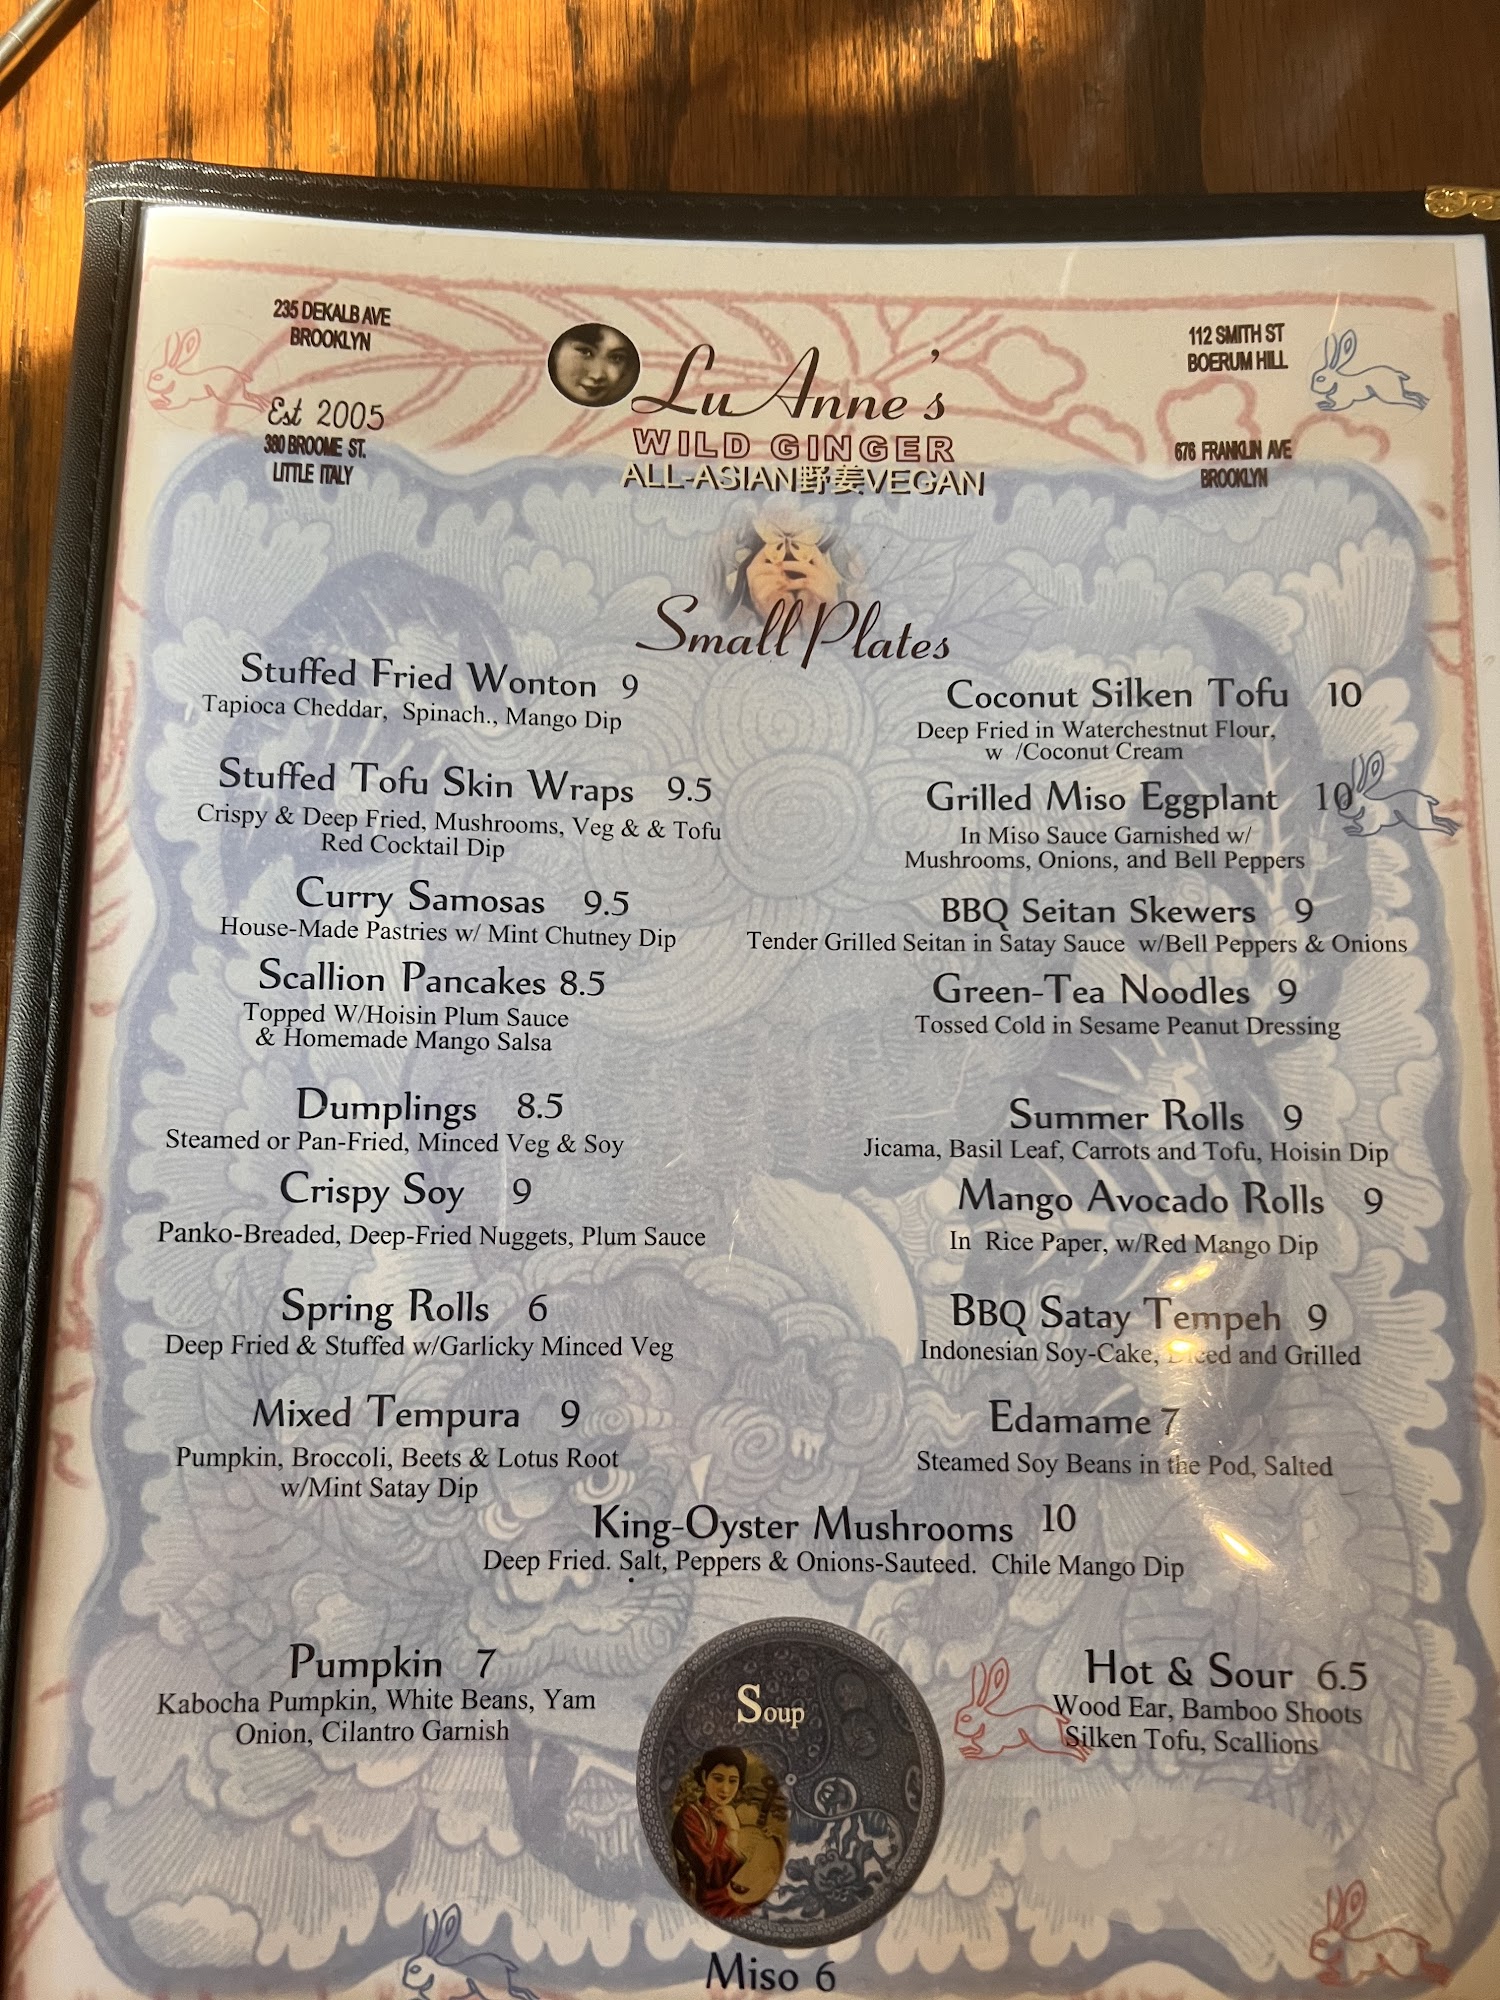 235 DEKALB AVE
BROOKLYN
Est 2005
380 BROOME ST.
LITTLE ITALY
LuAnne's
WILD GINGER
ALL-ASIAN野姜VEGAN
112 SMITH ST
BOERUM HILL
676 FRANKLIN AVE
BROOKLYN
Small Plates
Stuffed Fried Wonton 9
Tapioca Cheddar, Spinach., Mango Dip
Stuffed Tofu Skin Wraps 9.5
Crispy & Deep Fried, Mushrooms, Veg & & Tofu
Red Cocktail Dip
Curry Samosas 9.5
House-Made Pastries w/ Mint Chutney Dip
Scallion Pancakes 8.5
Topped W/Hoisin Plum Sauce
& Homemade Mango Salsa
Dumplings 8.5
Steamed or Pan-Fried, Minced Veg & Soy
Crispy Soy 9
Panko-Breaded, Deep-Fried Nuggets, Plum Sauce
Spring Rolls 6
Deep Fried & Stuffed w/Garlicky Minced Veg
Mixed Tempura 9
Pumpkin, Broccoli, Beets & Lotus Root
w/Mint Satay Dip
Coconut Silken Tofu 10
Deep Fried in Waterchestnut Flour,
w /Coconut Cream
Grilled Miso Eggplant 10
In Miso Sauce Garnished w/
Mushrooms, Onions, and Bell Peppers
BBQ Seitan Skewers 9
Tender Grilled Seitan in Satay Sauce w/Bell Peppers & Onions
Green-Tea Noodles 9
Tossed Cold in Sesame Peanut Dressing
Summer Rolls 9
Jicama, Basil Leaf, Carrots and Tofu, Hoisin Dip
Mango Avocado Rolls 9
In Rice Paper, w/Red Mango Dip
BBQ Satay Tempeh 9
Indonesian Soy-Cake, and Grilled
Edamame 7
Steamed Soy Beans in the Pod, Salted
King-Oyster Mushrooms 10
Deep Fried. Salt, Peppers & Onions-Sauteed. Chile Mango Dip
Soup
Pumpkin 7
Kabocha Pumpkin, White Beans, Yam
Onion, Cilantro Garnish
Hot & Sour 6.5
Wood Ear, Bamboo Shoots
Silken Tofu, Scallions
Miso 6